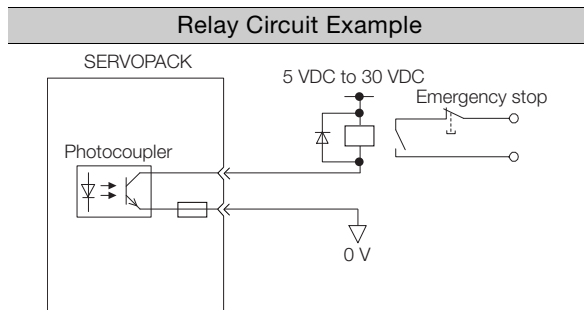 Relay Circuit Example
SERVOPACK
5 VDC to 30 VDC
Emergency stop
Photocoupler
0 V